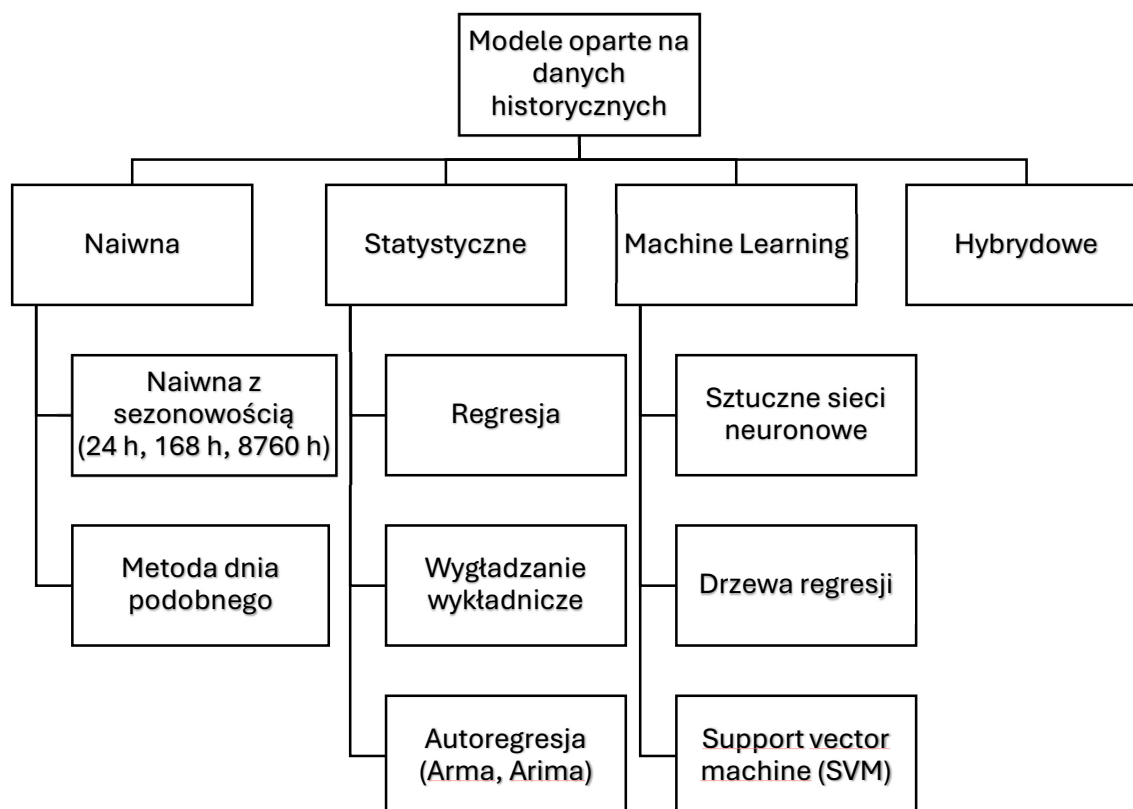 Modele oparte na
danych
historycznych
Naiwna
Statystyczne
Machine Learning
Hybrydowe
Naiwna z
sezonowością
(24 h, 168 h, 8760 h)
Regresja
Sztuczne sieci
neuronowe
Metoda dnia
podobnego
Wygładzanie
wykładnicze
Drzewa regresji
Autoregresja
(Arma, Arima)
Support vector
machine (SVM)